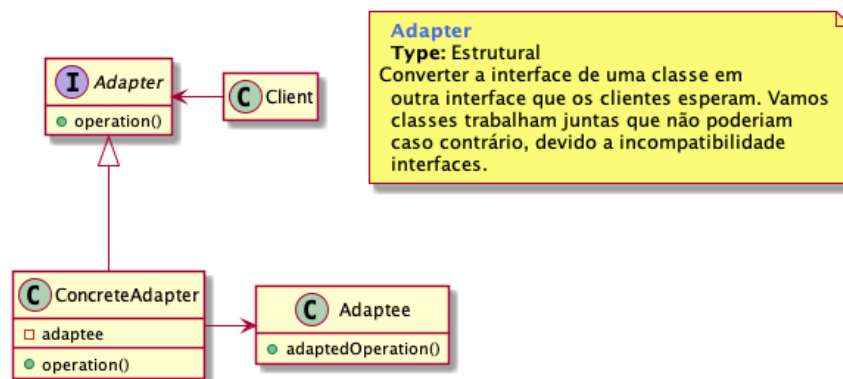 Adapter
Type: Estrutural
Converter a interface de uma classe em
outra interface que os clientes esperam. Vamos
classes trabalham juntas que não poderiam
caso contrário, devido a incompatibilidade
interfaces.
I Adapter
operation()
C Client
C ConcreteAdapter
adaptee
operation()
C Adaptee
adaptedOperation()